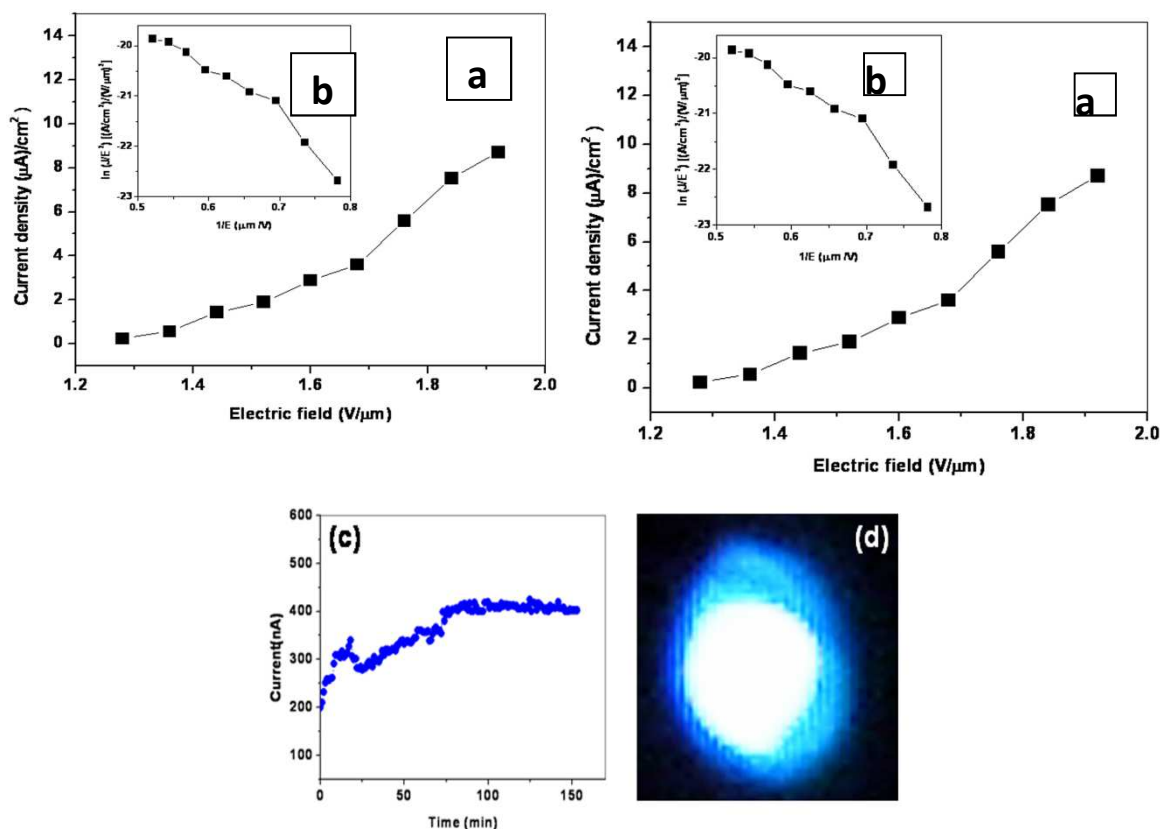 14
12
10
8
6
4
2
0
1.2 1.4 1.6 1.8 2.0
Current density (μA)/cm²
Electric field (V/μm)
a
-20
-21
-22
-23
0.5 0.6 0.7 0.8
ln (J/E²) [(A/cm²)/(V/μm)²]
1/E (μm /V)
b
14
12
10
8
6
4
2
0
1.2 1.4 1.6 1.8 2.0
Current density (μA)/cm²
Electric field (V/μm)
a
-20
-21
-22
-23
0.5 0.6 0.7 0.8
ln (J/E²) [(A/cm²)/(V/μm)²]
1/E (μm /V)
b
600
500
400
300
200
100
0 50 100 150
Current(nA)
Time (min)
(c)
(d)